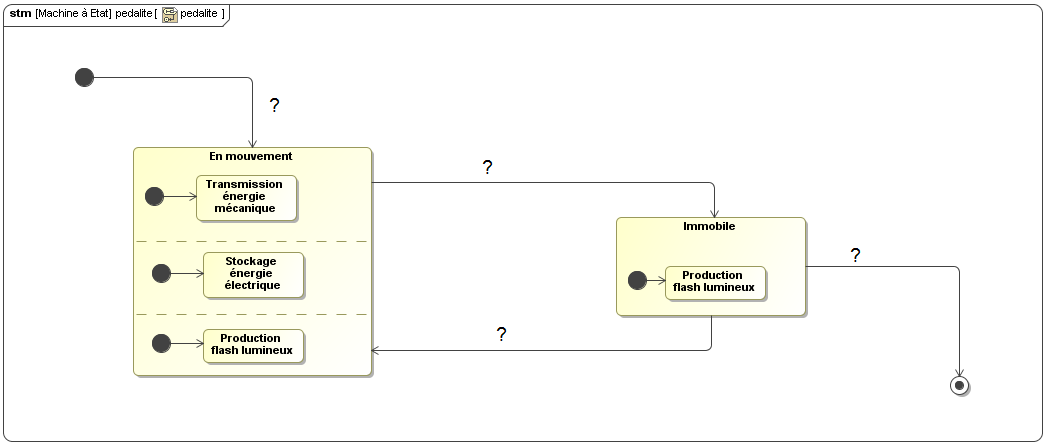 stm [Machine à Etat] pedalite [ pedalite ]
?
En mouvement
Transmission
énergie
mécanique
Stockage
énergie
électrique
Production
flash lumineux
?
Immobile
Production
flash lumineux
?
?